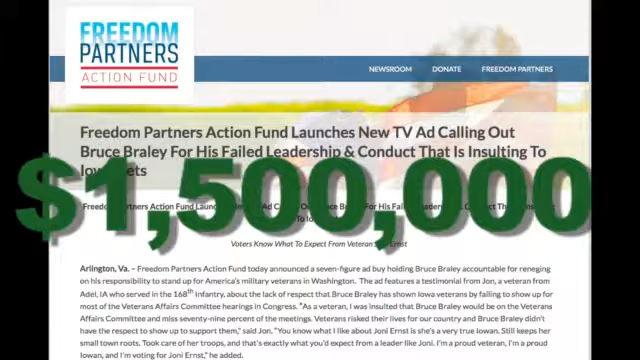 FREEDOM
PARTNERS
ACTION FUND
NEWSROOM DONATE FREEDOM PARTNERS
Freedom Partners Action Fund Launches New TV Ad Calling Out
Bruce Braley For His Failed Leadership & Conduct That Is Insulting To
$1,500,000
Voters Know What To Expect From Veteran Ernst
Arlington, Va. – Freedom Partners Action Fund today announced a seven-figure ad buy holding Bruce Braley accountable for reneging
on his responsibility to stand up for America's military veterans in Washington. The ad features a testimonial from Jon, a veteran from
Adel, IA who served in the 168th Infantry, about the lack of respect that Bruce Braley has shown Iowa veterans by failing to show up for
most of the Veterans Affairs Committee hearings in Congress. "As a veteran, I was insulted that Bruce Braley would be on the Veterans
Affairs Committee and miss seventy-nine percent of the meetings. Veterans risked their lives for our country and Bruce Braley didn't
have the respect to show up to support them," said Jon. "You know what I like about Joni Ernst is she's a very true Iowan. Still keeps her
small town roots. Took care of her troops, and that's exactly what you'd expect from a leader like Joni. I'm a proud veteran, I'm a proud
Iowan, and I'm voting for Joni Ernst," he added.